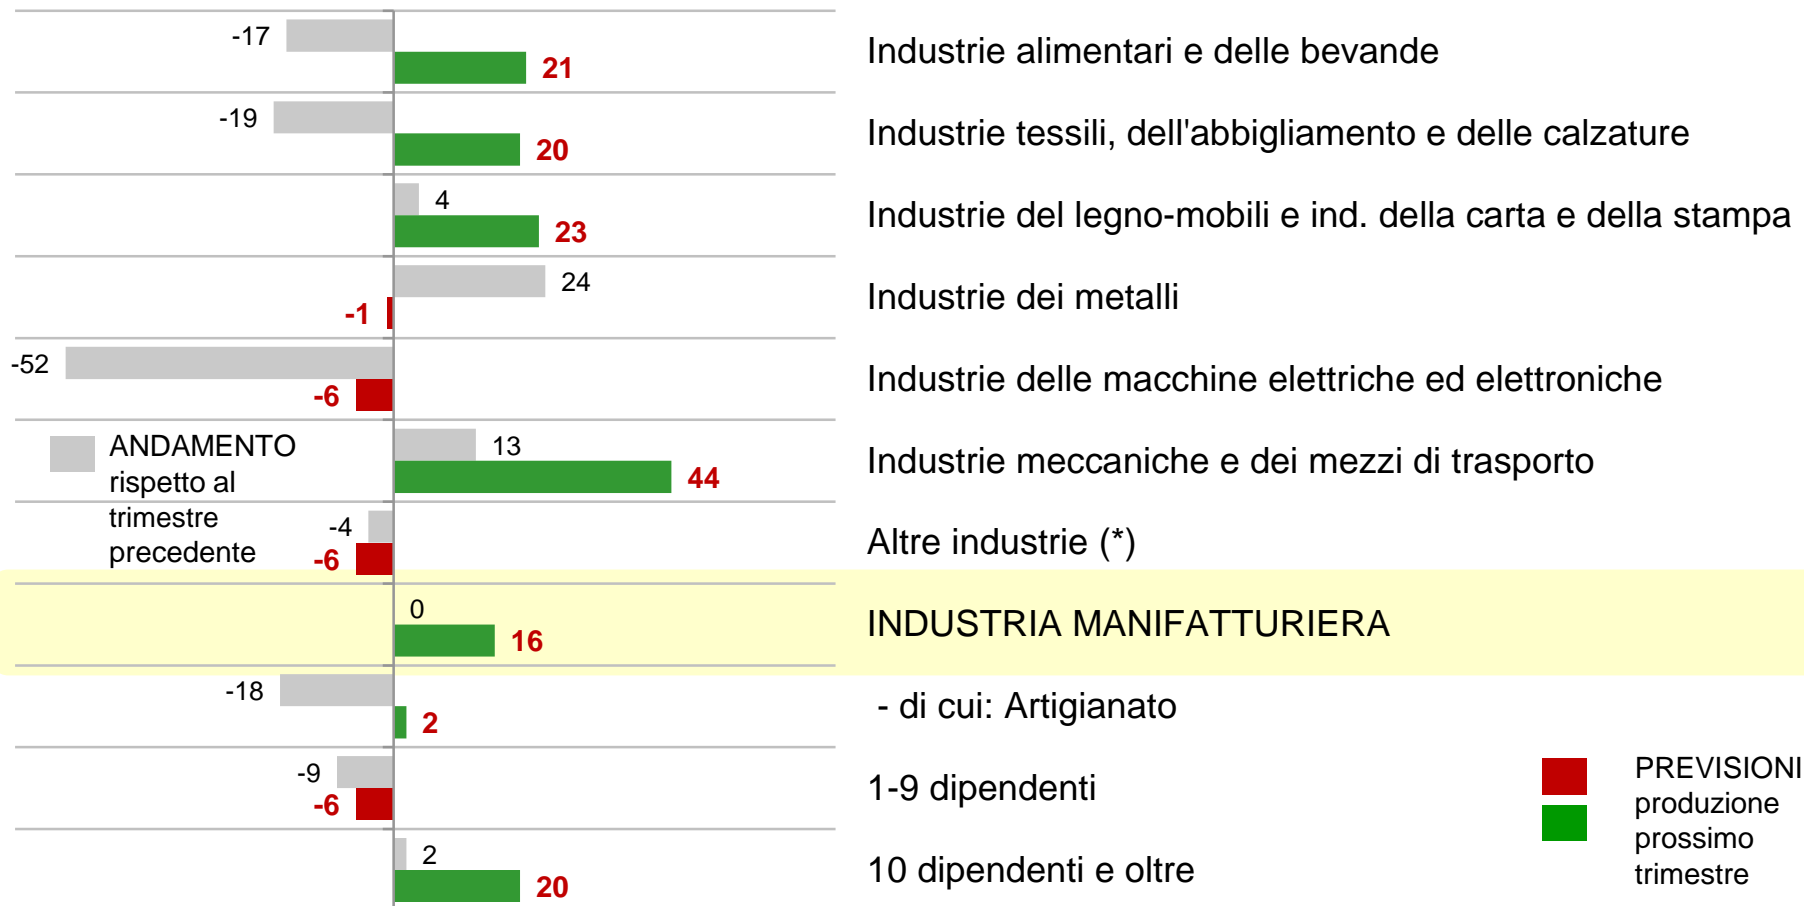 -17
21
Industrie alimentari e delle bevande
-19
20
Industrie tessili, dell'abbigliamento e delle calzature
4
23
Industrie del legno-mobili e ind. della carta e della stampa
24
-1
Industrie dei metalli
-52
-6
Industrie delle macchine elettriche ed elettroniche
ANDAMENTO
rispetto al
trimestre
precedente
13
44
Industrie meccaniche e dei mezzi di trasporto
-4
-6
Altre industrie (*)
0
16
INDUSTRIA MANIFATTURIERA
-18
2
- di cui: Artigianato
-9
-6
1-9 dipendenti
2
20
10 dipendenti e oltre
PREVISIONI
produzione
prossimo
trimestre